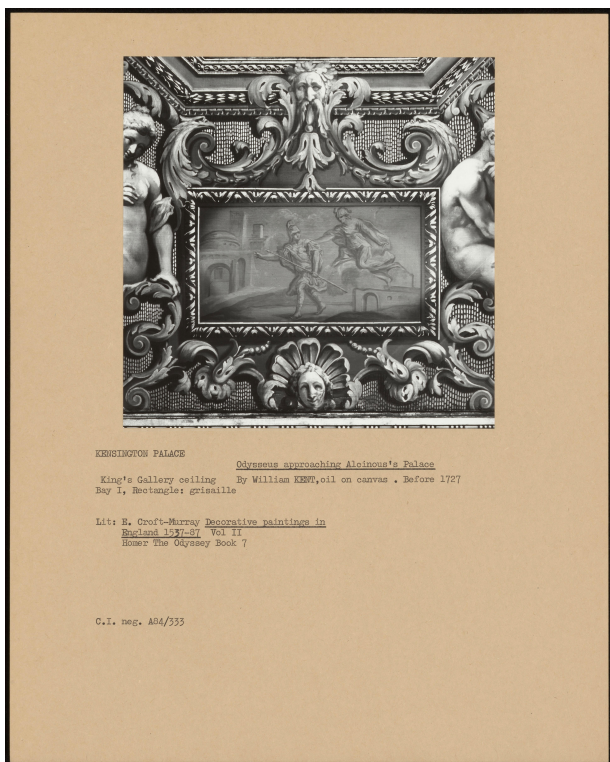 KENSINGTON PALACE
Odysseus approaching Alcinous's Palace
King's Gallery ceiling By William KENT,oil on canvas . Before 1727
Bay I, Rectangle: grisaille
Lit: E. Croft-Murray Decorative paintings in
England 1537-87 Vol II
Homer The Odyssey Book 7
C.I. neg. A84/333